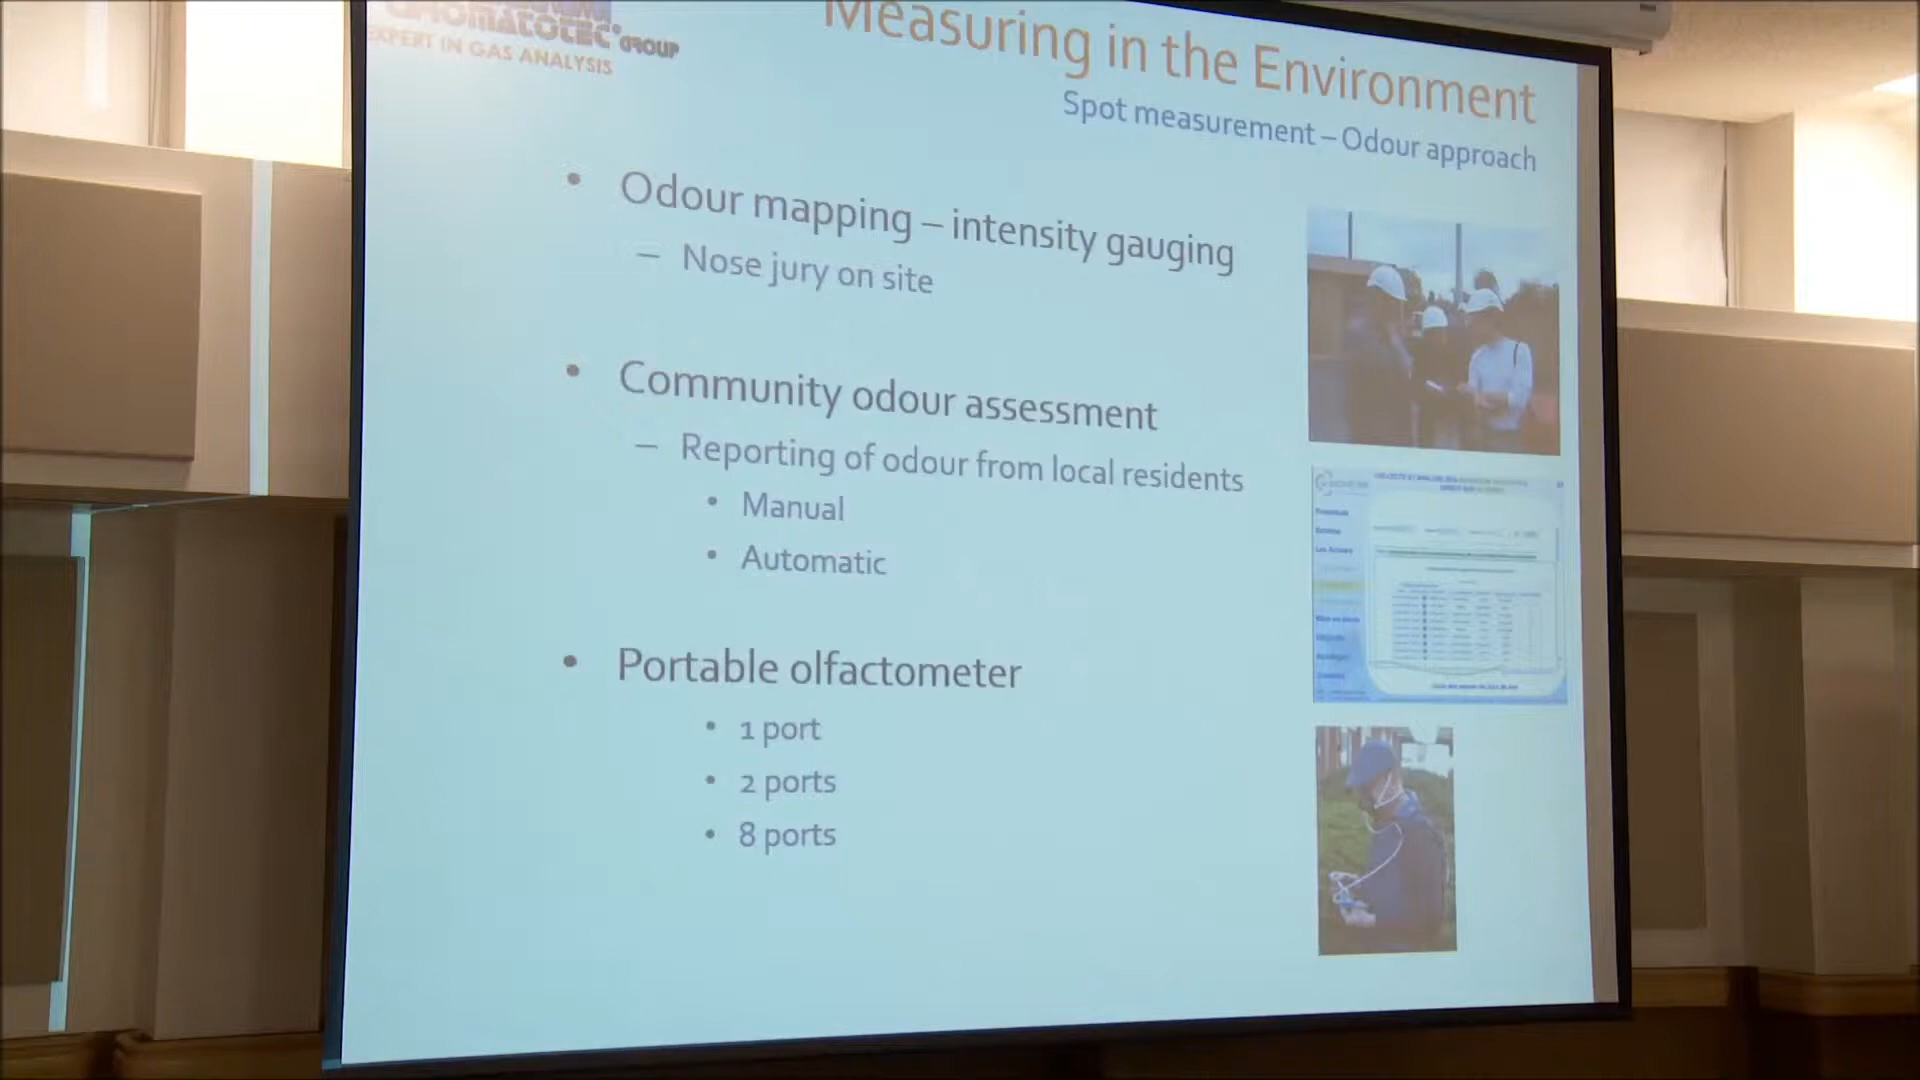 GROUP
EXPERT IN GAS ANALYSIS
Measuring in the Environment
Spot measurement – Odour approach
• Odour mapping – intensity gauging
– Nose jury on site
• Community odour assessment
– Reporting of odour from local residents
• Manual
• Automatic
• Portable olfactometer
• 1 port
• 2 ports
• 8 ports